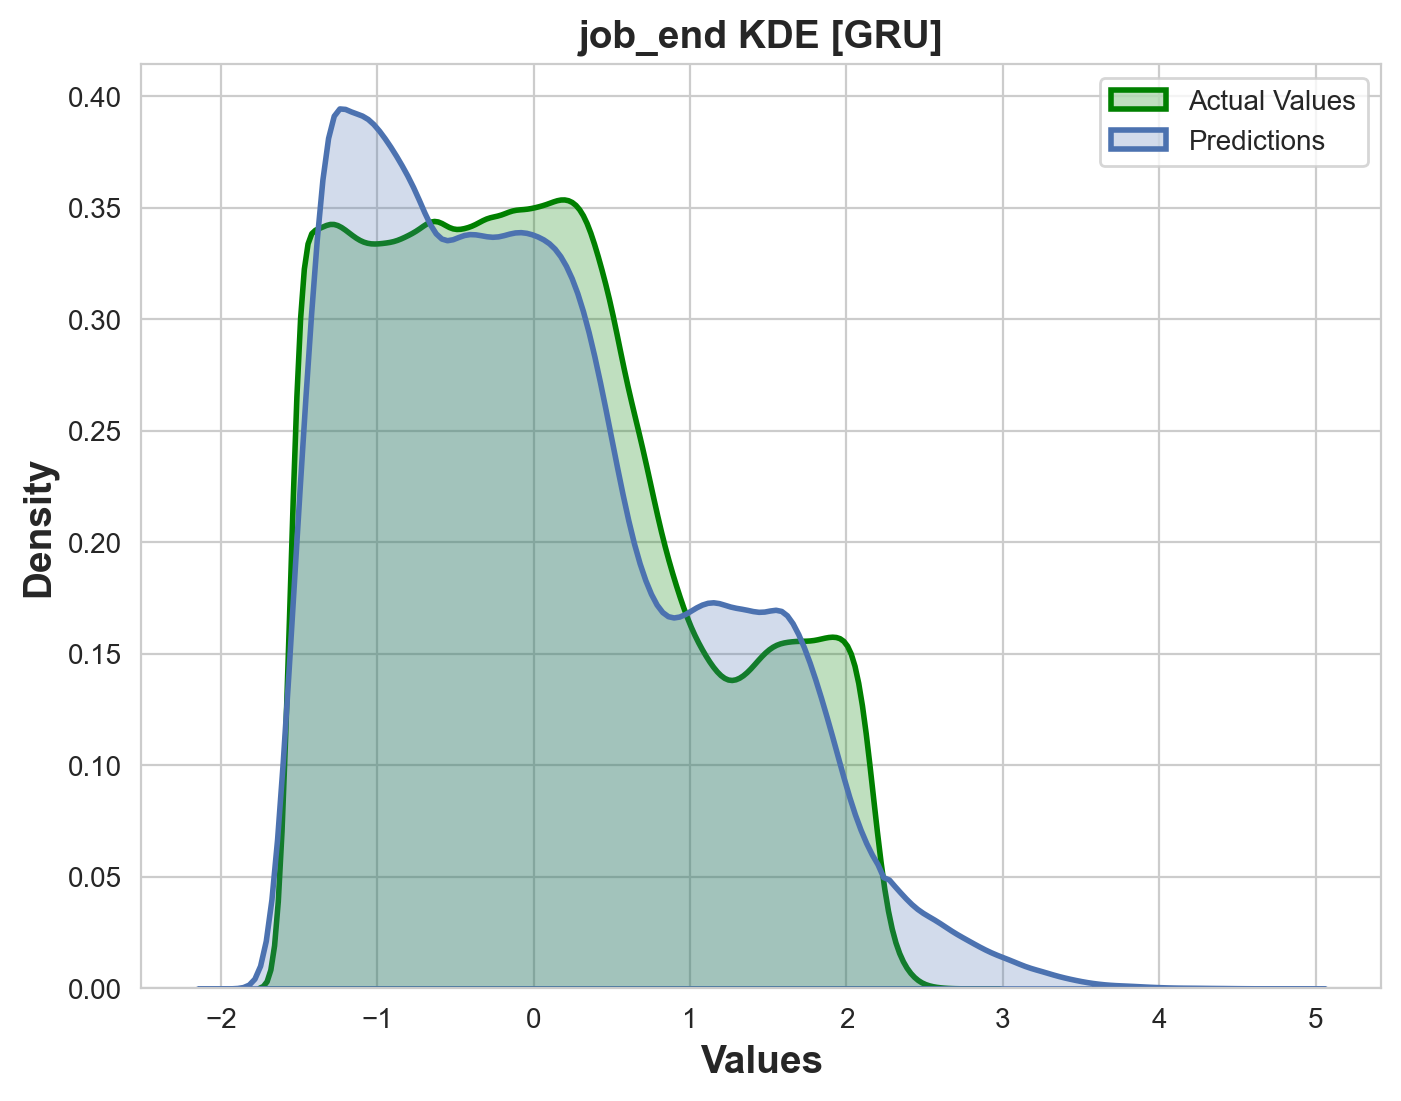 job_end KDE [GRU]
Actual Values
Predictions
0.40
0.35
0.30
0.25
0.20
0.15
0.10
0.05
0.00
Density
−2 −1 0 1 2 3 4 5
Values